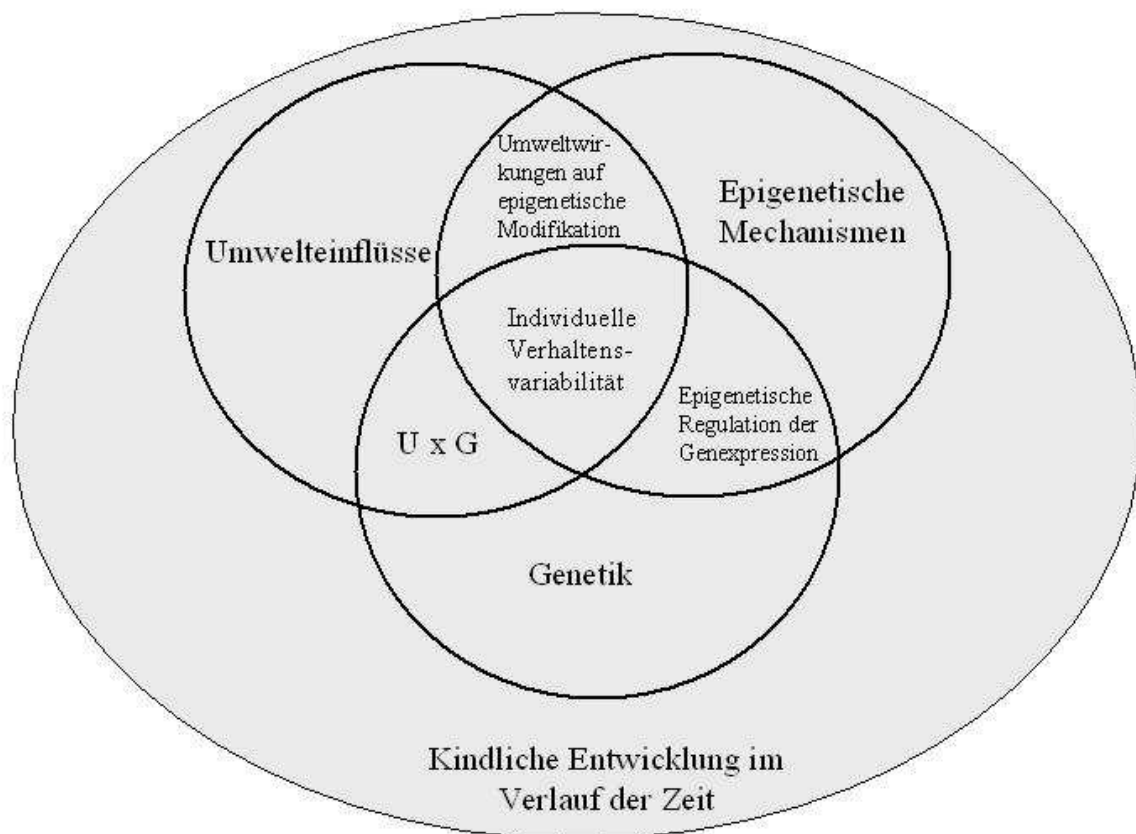 Umweltwir-
kungen auf
epigenetische
Modifikation
Epigenetische
Mechanismen
Umwelteinflüsse
Individuelle
Verhaltens-
variabilität
Epigenetische
Regulation der
Genexpression
U x G
Genetik
Kindliche Entwicklung im
Verlauf der Zeit